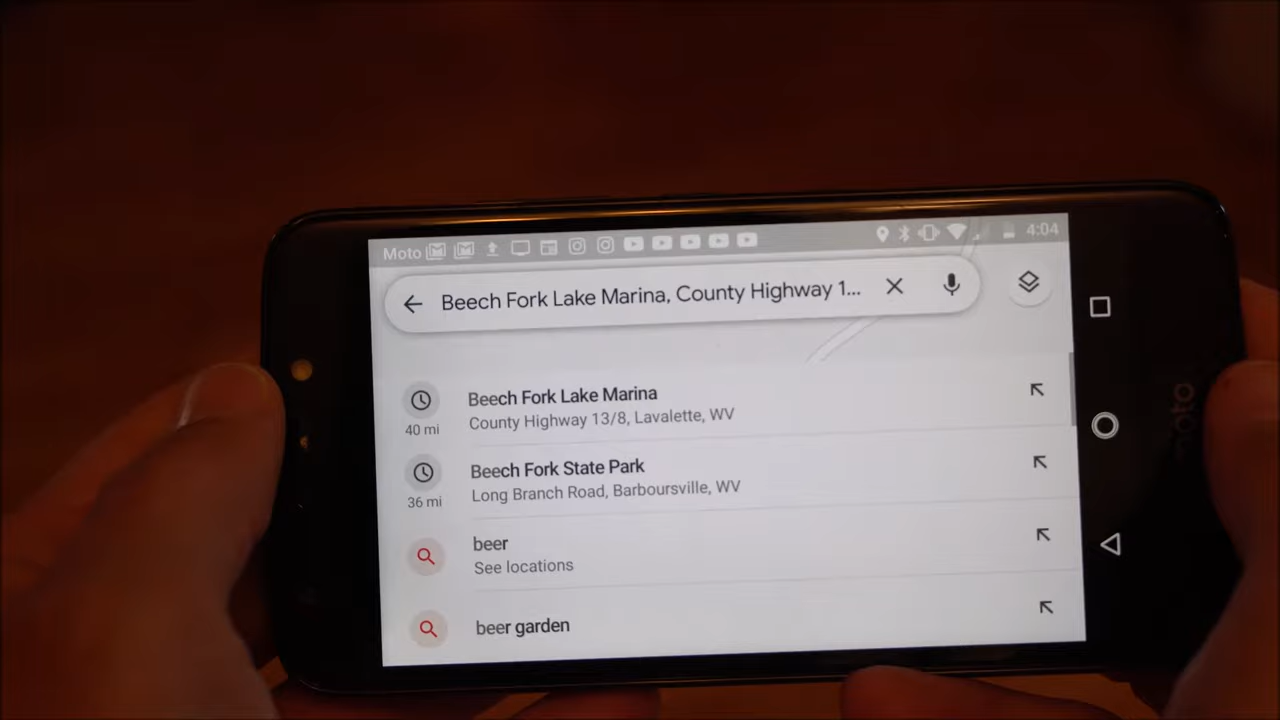 Moto
4:04
Beech Fork Lake Marina, County Highway 1...
Beech Fork Lake Marina
County Highway 13/8, Lavalette, WV
40 mi
Beech Fork State Park
Long Branch Road, Barboursville, WV
36 mi
beer
See locations
beer garden
moto